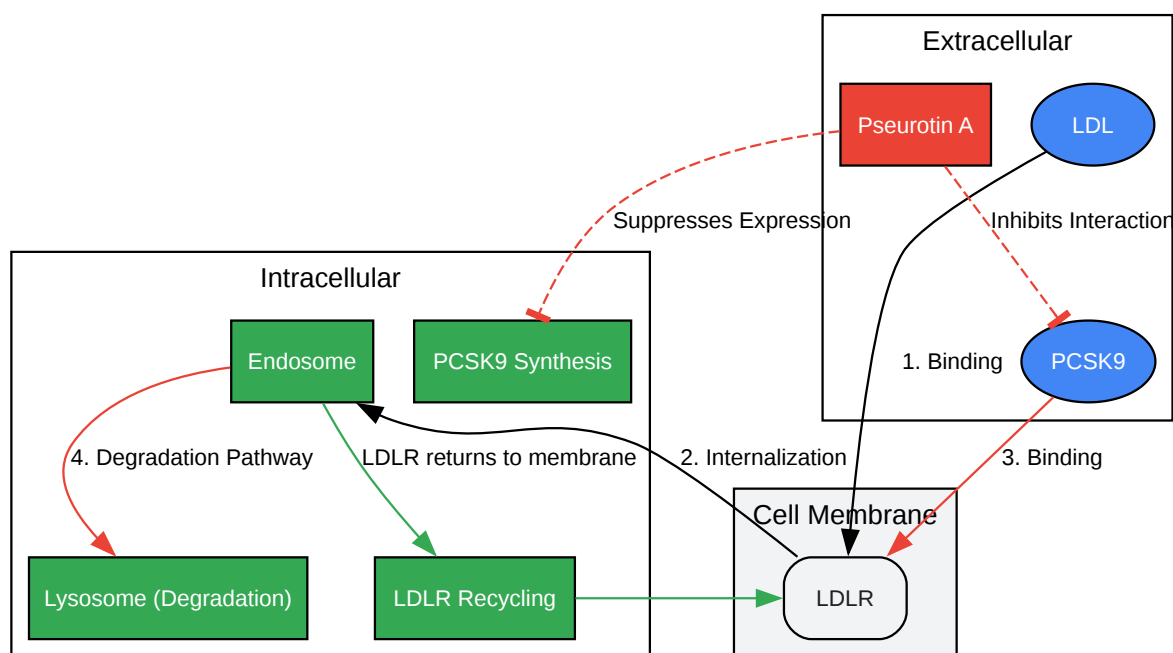 Extracellular
Pseurotin A
LDL
Suppresses Expression
Inhibits Interaction
Intracellular
Endosome
PCSK9 Synthesis
1. Binding
PCSK9
4. Degradation Pathway
LDLR returns to membrane
2. Internalization
3. Binding
Cell Membrane
Lysosome (Degradation)
LDLR Recycling
LDLR